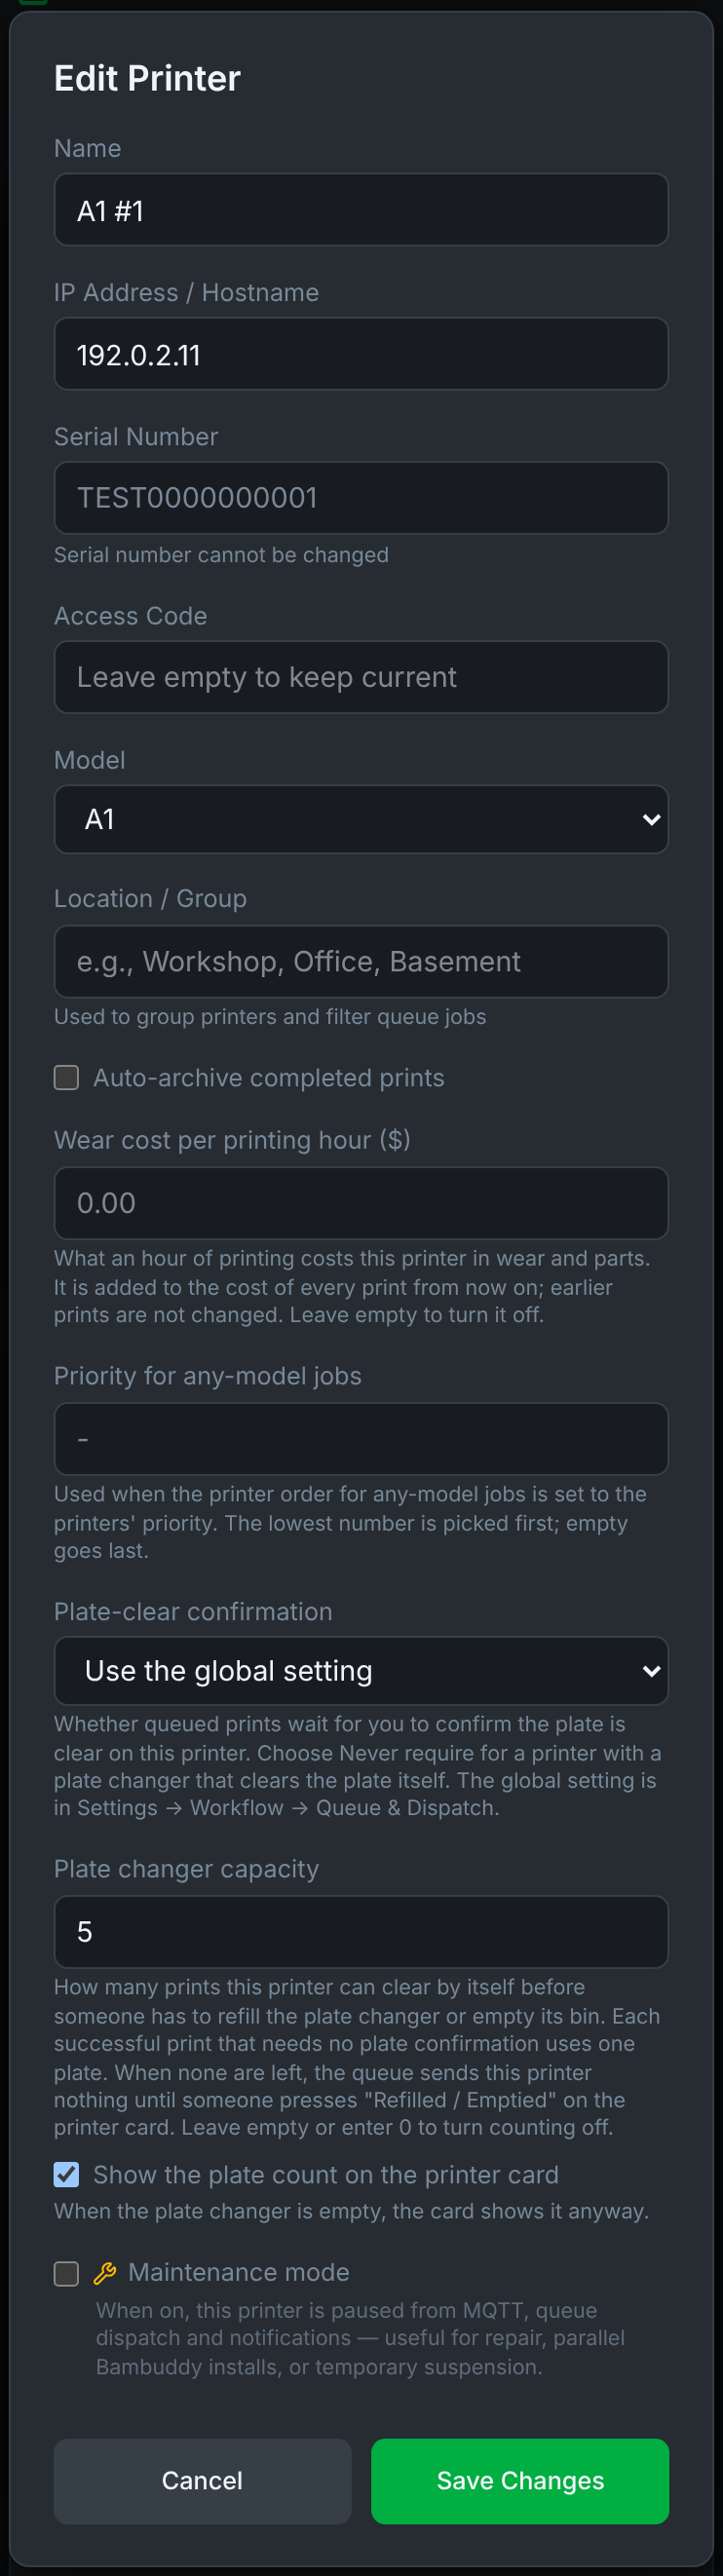 Edit Printer
Name
A1 #1
IP Address / Hostname
192.0.2.11
Serial Number
TEST0000000001
Serial number cannot be changed
Access Code
Leave empty to keep current
Model
A1
Location / Group
e.g., Workshop, Office, Basement
Used to group printers and filter queue jobs
Auto-archive completed prints
Wear cost per printing hour ($)
0.00
What an hour of printing costs this printer in wear and parts.
It is added to the cost of every print from now on; earlier
prints are not changed. Leave empty to turn it off.
Priority for any-model jobs
-
Used when the printer order for any-model jobs is set to the
printers' priority. The lowest number is picked first; empty
goes last.
Plate-clear confirmation
Use the global setting
Whether queued prints wait for you to confirm the plate is
clear on this printer. Choose Never require for a printer with a
plate changer that clears the plate itself. The global setting is
in Settings → Workflow → Queue & Dispatch.
Plate changer capacity
5
How many prints this printer can clear by itself before
someone has to refill the plate changer or empty its bin. Each
successful print that needs no plate confirmation uses one
plate. When none are left, the queue sends this printer
nothing until someone presses "Refilled / Emptied" on the
printer card. Leave empty or enter 0 to turn counting off.
Show the plate count on the printer card
When the plate changer is empty, the card shows it anyway.
Maintenance mode
When on, this printer is paused from MQTT, queue
dispatch and notifications — useful for repair, parallel
Bambuddy installs, or temporary suspension.
Cancel
Save Changes